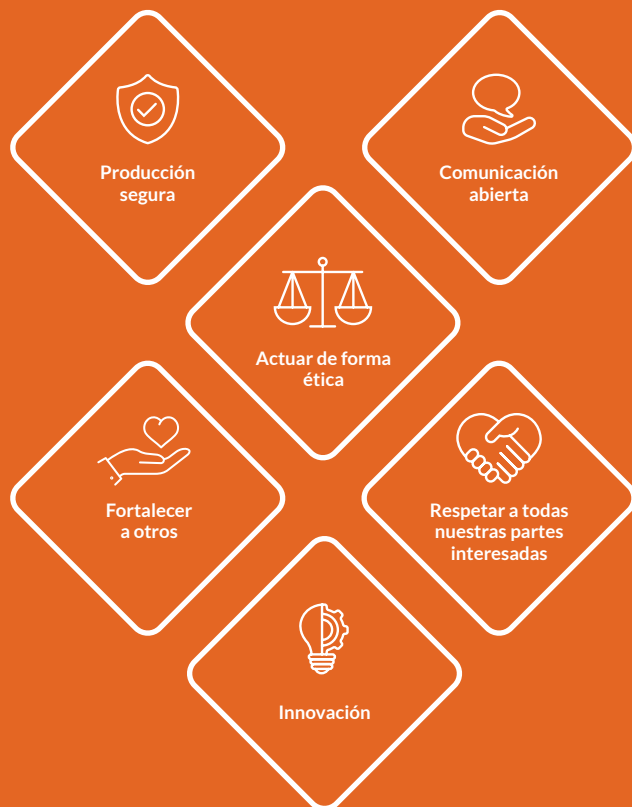 Producción
segura
Comunicación
abierta
Actuar de forma
ética
Fortalecer
a otros
Respetar a todas
nuestras partes
interesadas
Innovación